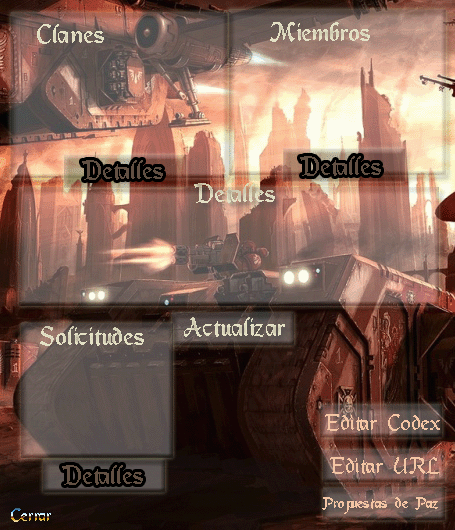 Clanes
Miembros
Detalles
Detalles
Detalles
Solicitudes
Actualizar
Editar Codex
Editar URL
Detalles
Propuestas de Paz
Cerrar